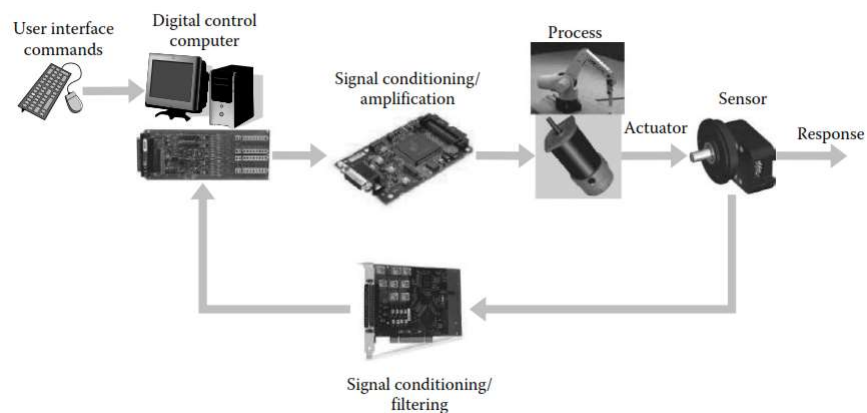 User interface
commands
Digital control
computer
Signal conditioning/
amplification
Process
Actuator
Sensor
Response
Signal conditioning/
filtering